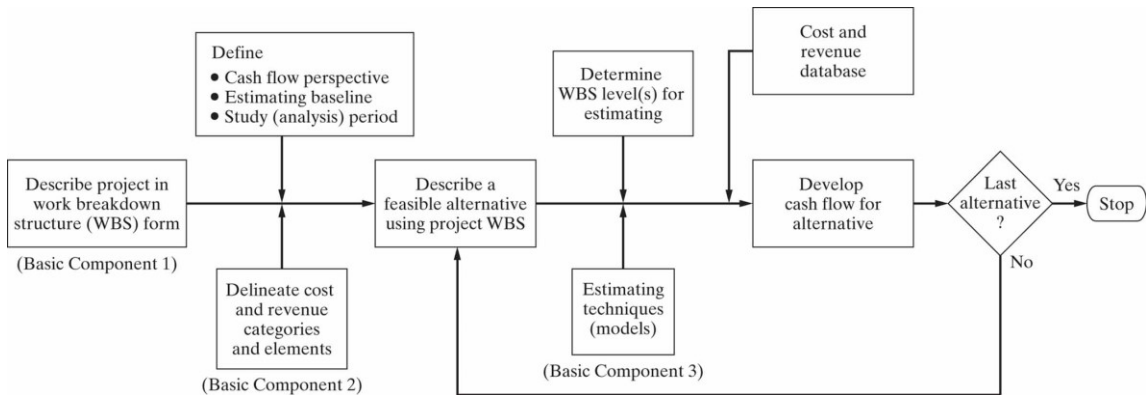 Define
• Cash flow perspective
• Estimating baseline
• Study (analysis) period
Determine
WBS level(s) for
estimating
Cost and
revenue
database
Describe project in
work breakdown
structure (WBS) form
(Basic Component 1)
Describe a
feasible alternative
using project WBS
Develop
cash flow for
alternative
Last
alternative
?
Yes
Stop
No
Delineate cost
and revenue
categories
and elements
(Basic Component 2)
Estimating
techniques
(models)
(Basic Component 3)